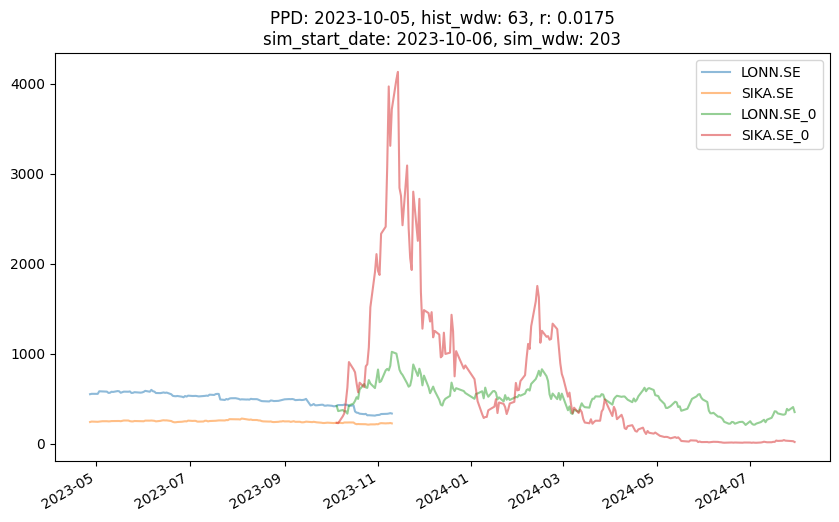 PPD: 2023-10-05, hist_wdw: 63, r: 0.0175
sim_start_date: 2023-10-06, sim_wdw: 203
LONN.SE
SIKA.SE
LONN.SE_0
SIKA.SE_0
4000
3000
2000
1000
0
2023-05
2023-07
2023-09
2023-11
2024-01
2024-03
2024-05
2024-07